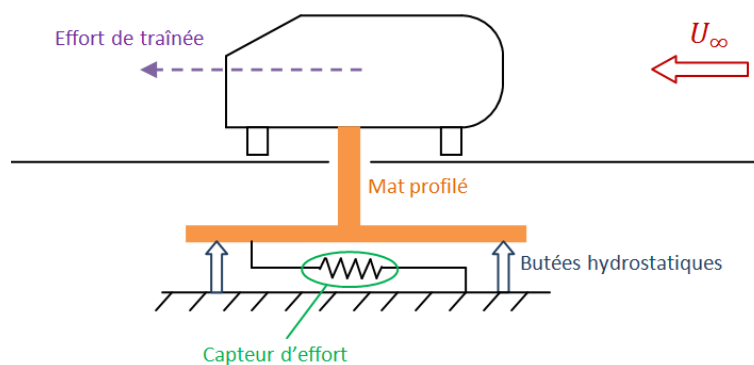 Effort de traînée
U∞
Mat profilé
Butées hydrostatiques
Capteur d'effort